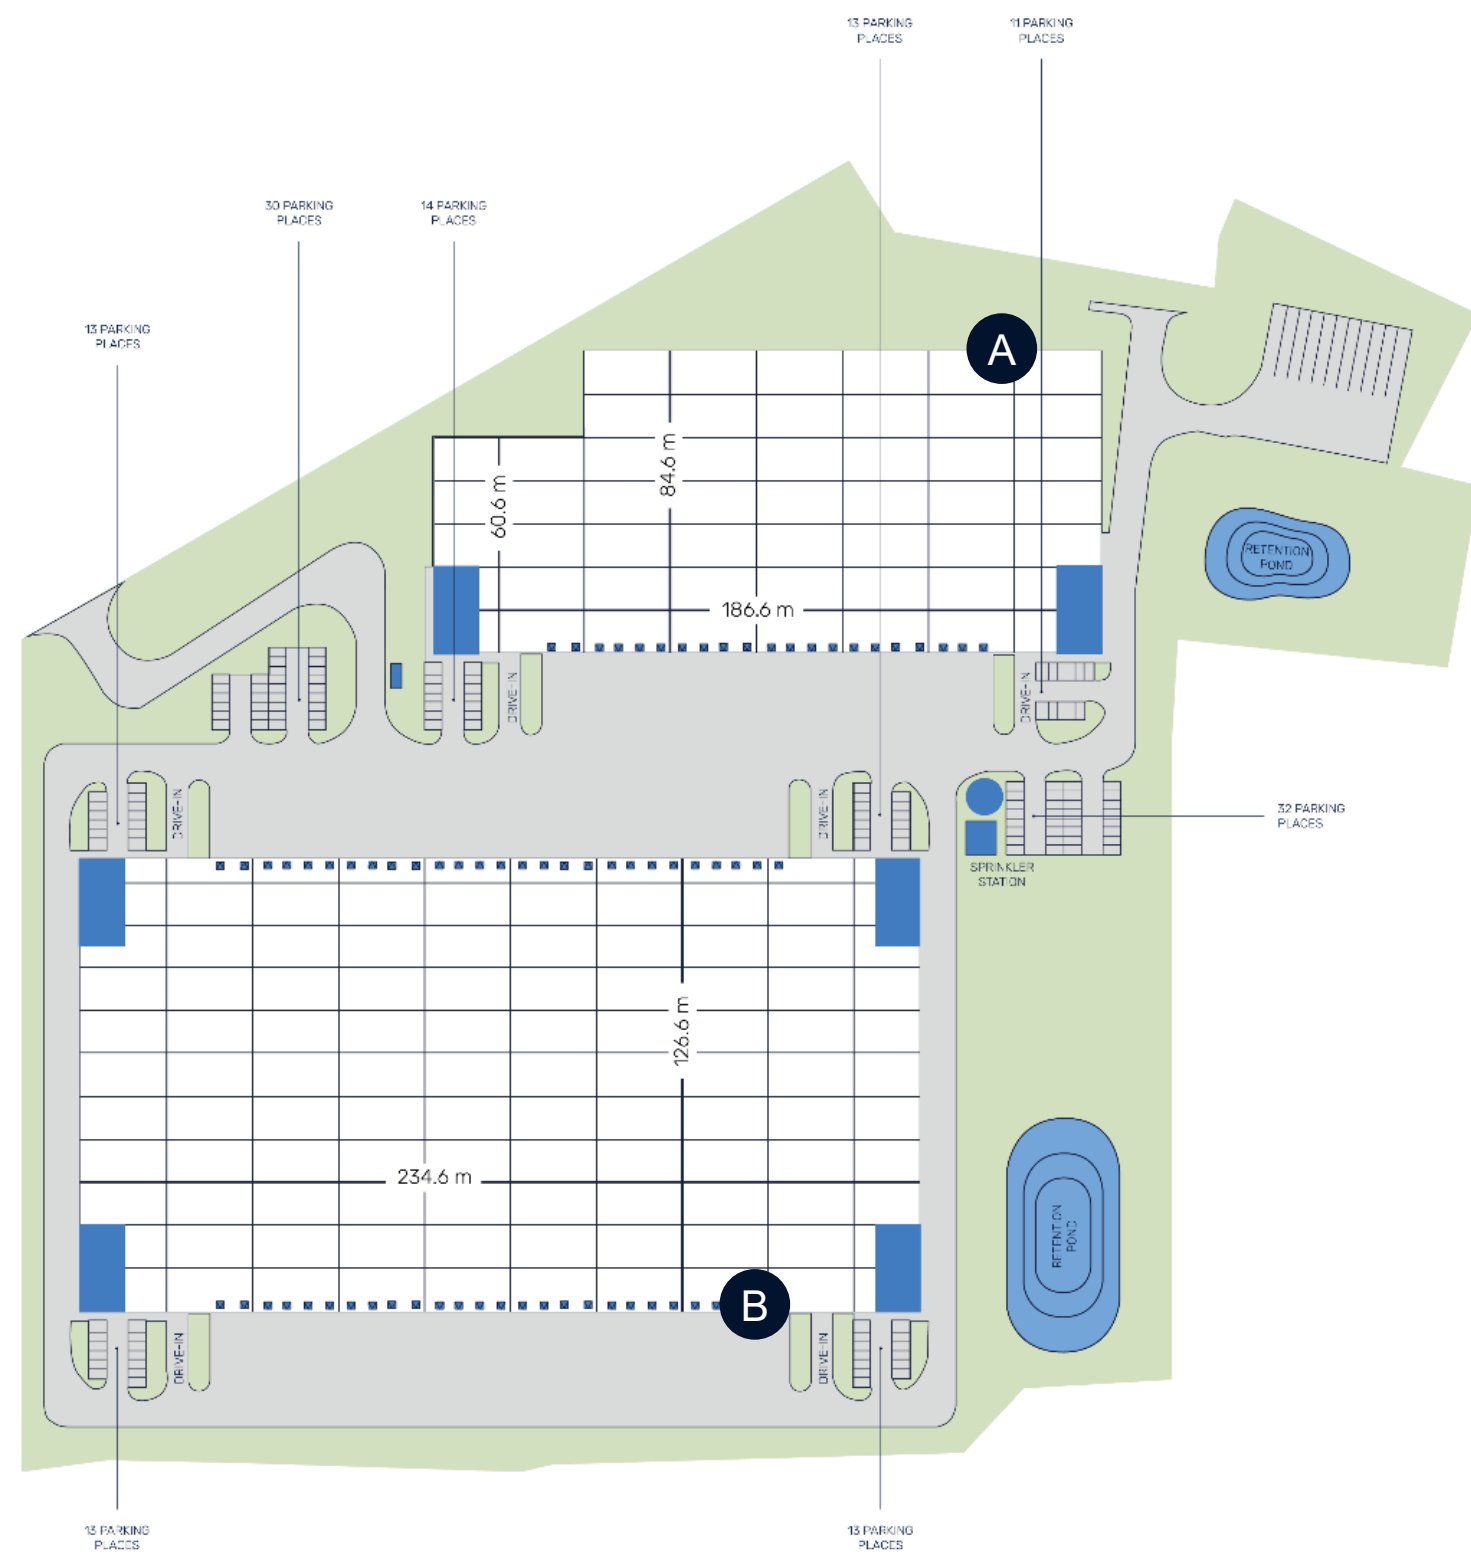 13 PARKING
PLACES
11 PARKING
PLACES
30 PARKING
PLACES
14 PARKING
PLACES
13 PARKING
PLACES
A
84.6 m
60.6 m
RETENTION
POND
186.6 m
DRIVE-IN
DRIVE-IN
DRIVE-IN
DRIVE-IN
32 PARKING
PLACES
SPRINKLER
STATION
126.6 m
234.6 m
RETENTION
POND
B
DRIVE-IN
DRIVE-IN
13 PARKING
PLACES
13 PARKING
PLACES